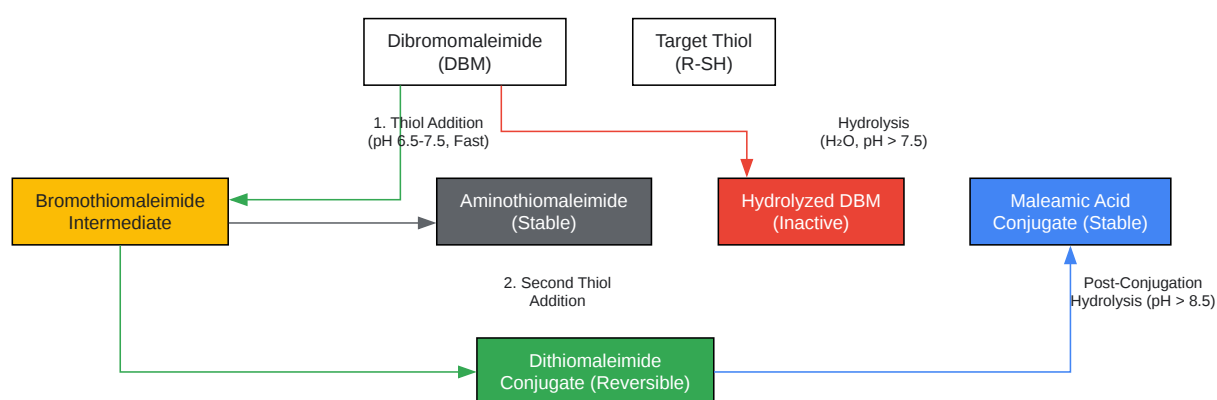 Dibromomaleimide
(DBM)
Target Thiol
(R-SH)
1. Thiol Addition
(pH 6.5-7.5, Fast)
Hydrolysis
(H₂O, pH > 7.5)
Bromothiomaleimide
Intermediate
Aminothiomaleimide
(Stable)
Hydrolyzed DBM
(Inactive)
Maleamic Acid
Conjugate (Stable)
2. Second Thiol
Addition
Post-Conjugation
Hydrolysis (pH > 8.5)
Dithiomaleimide
Conjugate (Reversible)